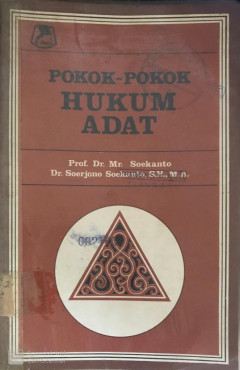 POKOK-POKOK
HUKUM
ADAT
Prof. Dr. Mr. Soekanto
Dr. Soerjono Soekanto, S.H., M.A.